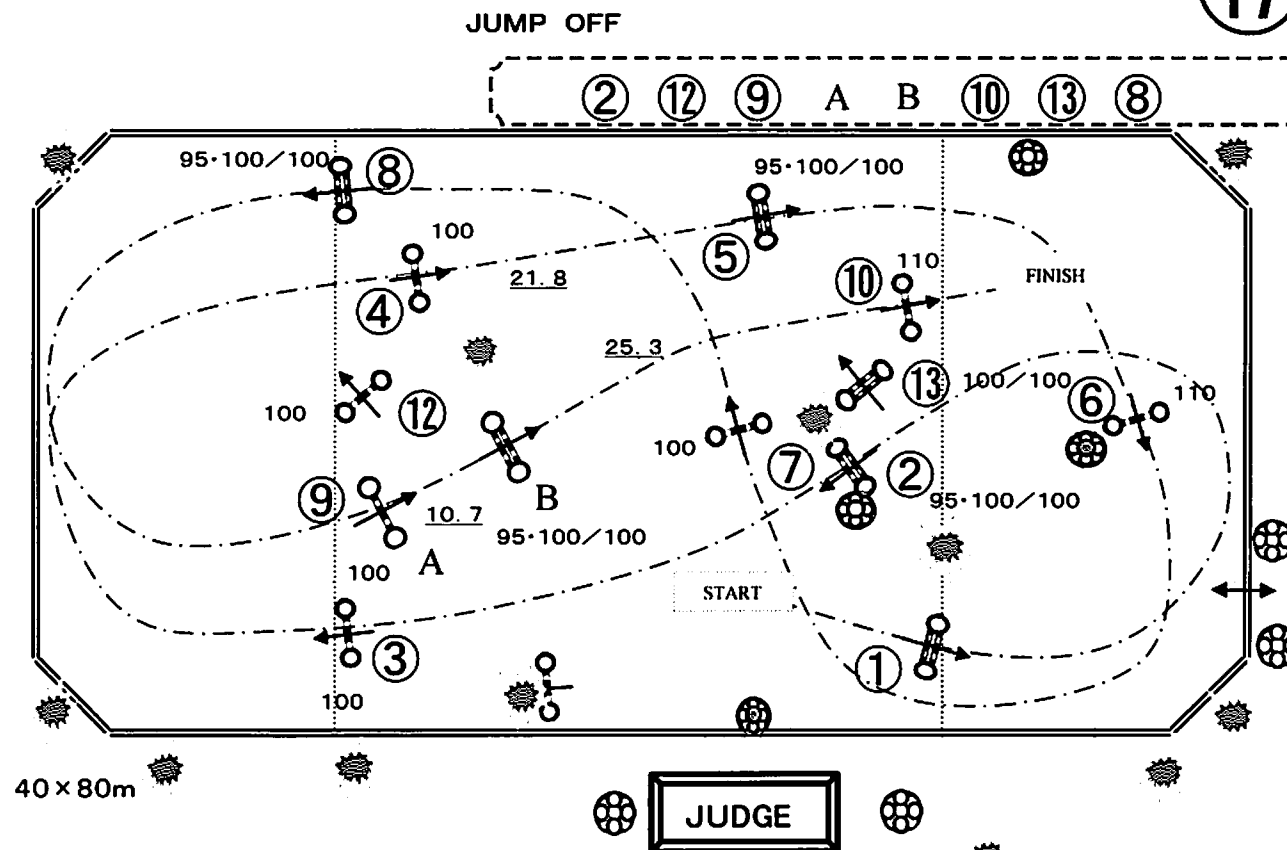 17
JUMP OFF
② ⑫ ⑨ A B ⑩ ⑬ ⑧
95·100/100 ⑧
95·100/100
100
⑤
④
21.8
⑩ 110
FINISH
25.3
100 ⑫
⑬ 100/100
⑥ 110
100
⑦ ②
⑨
B
10.7
95·100/100
95·100/100
A
100
START
③
①
100
40×80m
JUDGE